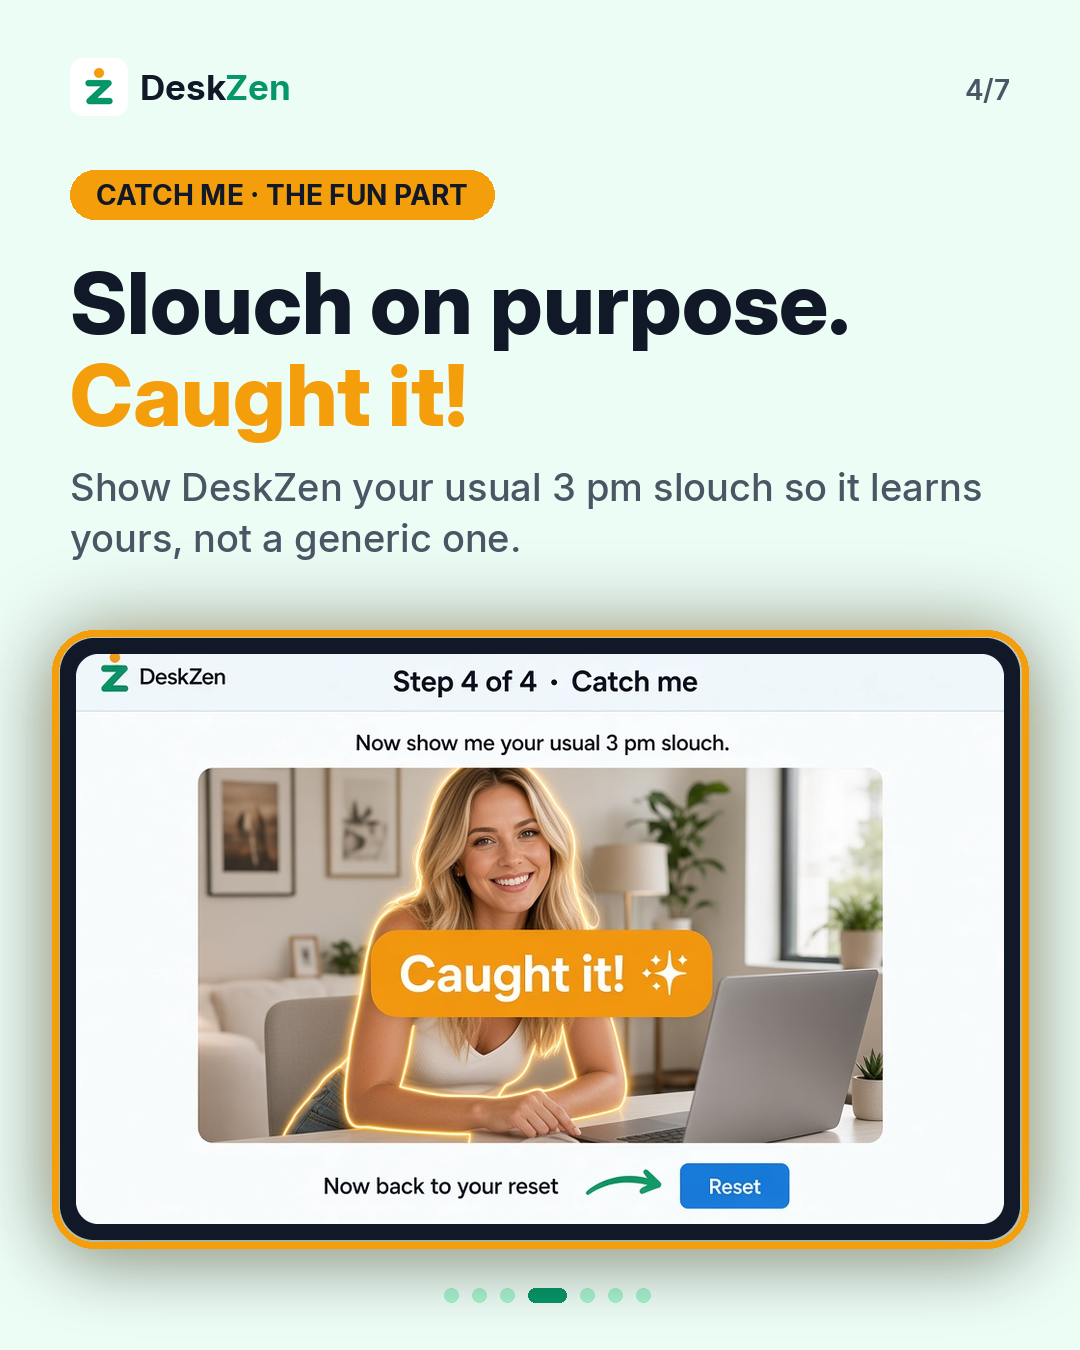 DeskZen
4/7
CATCH ME · THE FUN PART
Slouch on purpose.
Caught it!
Show DeskZen your usual 3 pm slouch so it learns
yours, not a generic one.
DeskZen
Step 4 of 4 · Catch me
Now show me your usual 3 pm slouch.
Caught it!
Now back to your reset
Reset